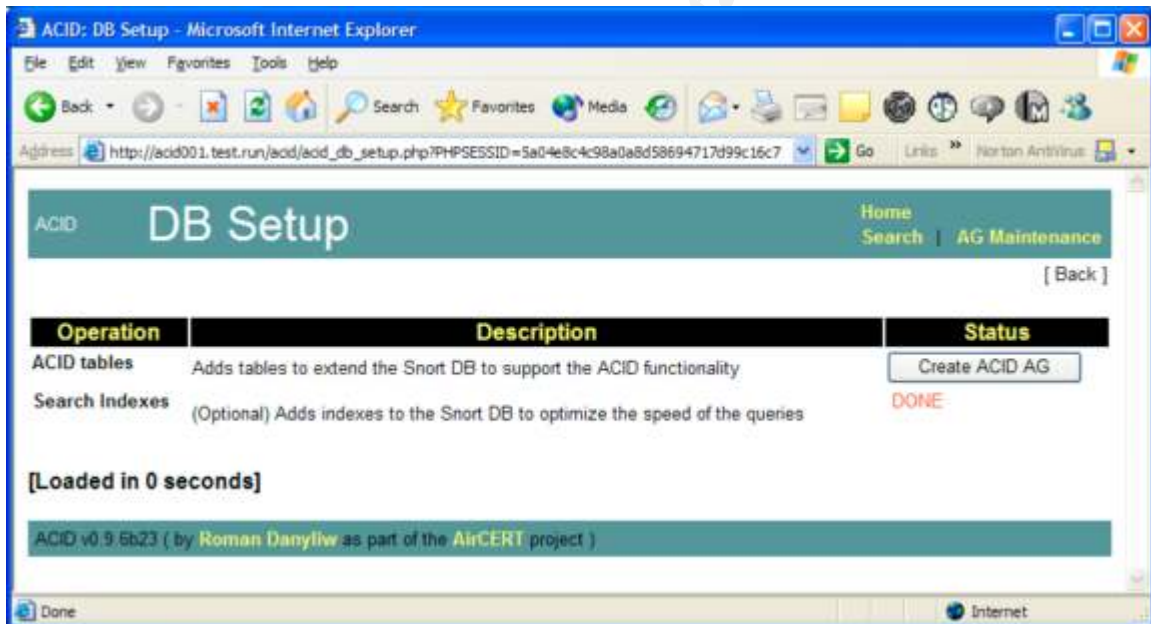 ACID: DB Setup - Microsoft Internet Explorer
File Edit View Favorites Tools Help
Back Search Favorites Media
Address http://acid001.test.run/acid/acid_db_setup.php?PHPSESSID=5a04e8c4c98a0a8d58694717d99c16c7 Go Links » Norton AntiVirus
ACID DB Setup Home
Search | AG Maintenance
[ Back ]
Operation Description Status
ACID tables Adds tables to extend the Snort DB to support the ACID functionality Create ACID AG
Search Indexes (Optional) Adds indexes to the Snort DB to optimize the speed of the queries DONE
[Loaded in 0 seconds]
ACID v0.9.6b23 ( by Roman Danyliw as part of the AirCERT project )
Done Internet